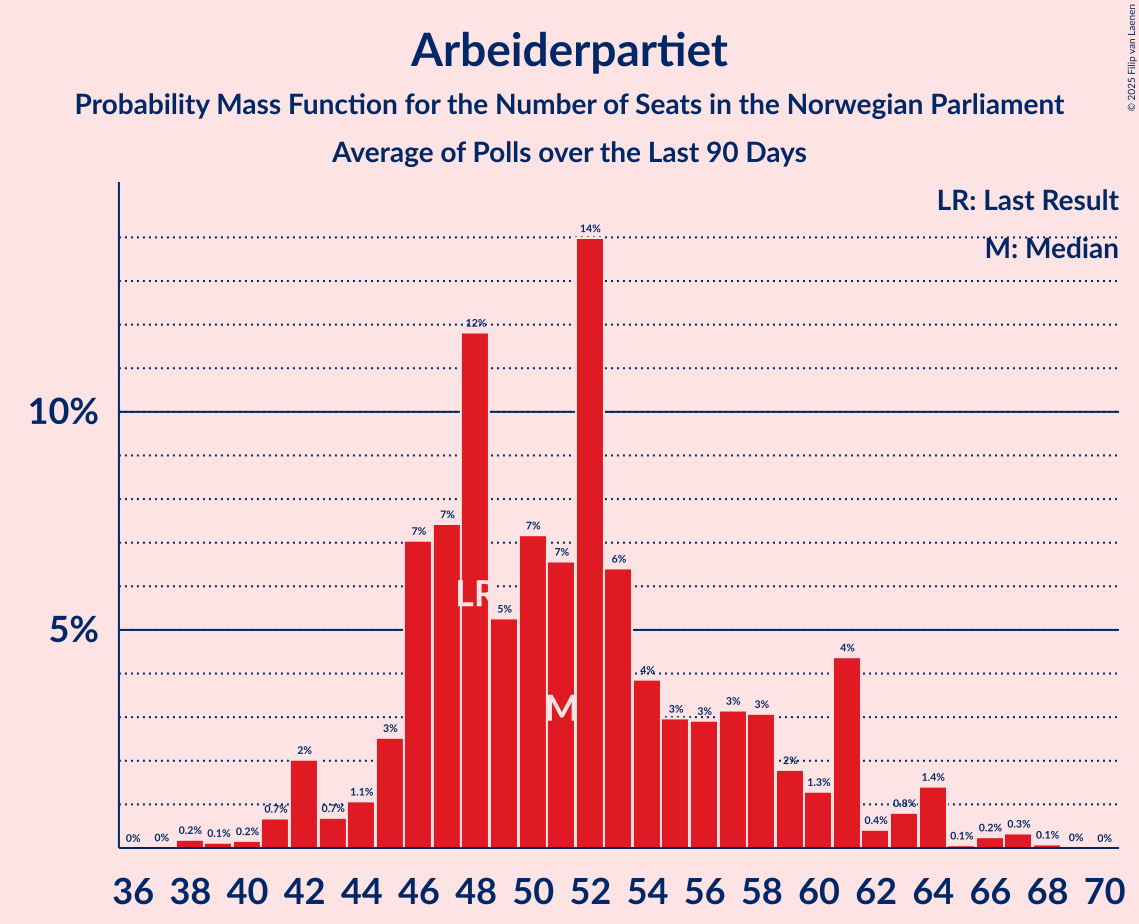 Arbeiderpartiet
Probability Mass Function for the Number of Seats in the Norwegian Parliament
Average of Polls over the Last 90 Days
© 2025 Filip van Laenen
LR: Last Result
M: Median
10%
5%
0% 0% 0.2% 0.1% 0.2% 0.7% 2% 0.7% 1.1% 3% 7% 7% 12% 5% 7% 7% 14% 6% 4% 3% 3% 3% 3% 2% 1.3% 4% 0.4% 0.8% 1.4% 0.1% 0.2% 0.3% 0.1% 0% 0%
LR
M
36 38 40 42 44 46 48 50 52 54 56 58 60 62 64 66 68 70